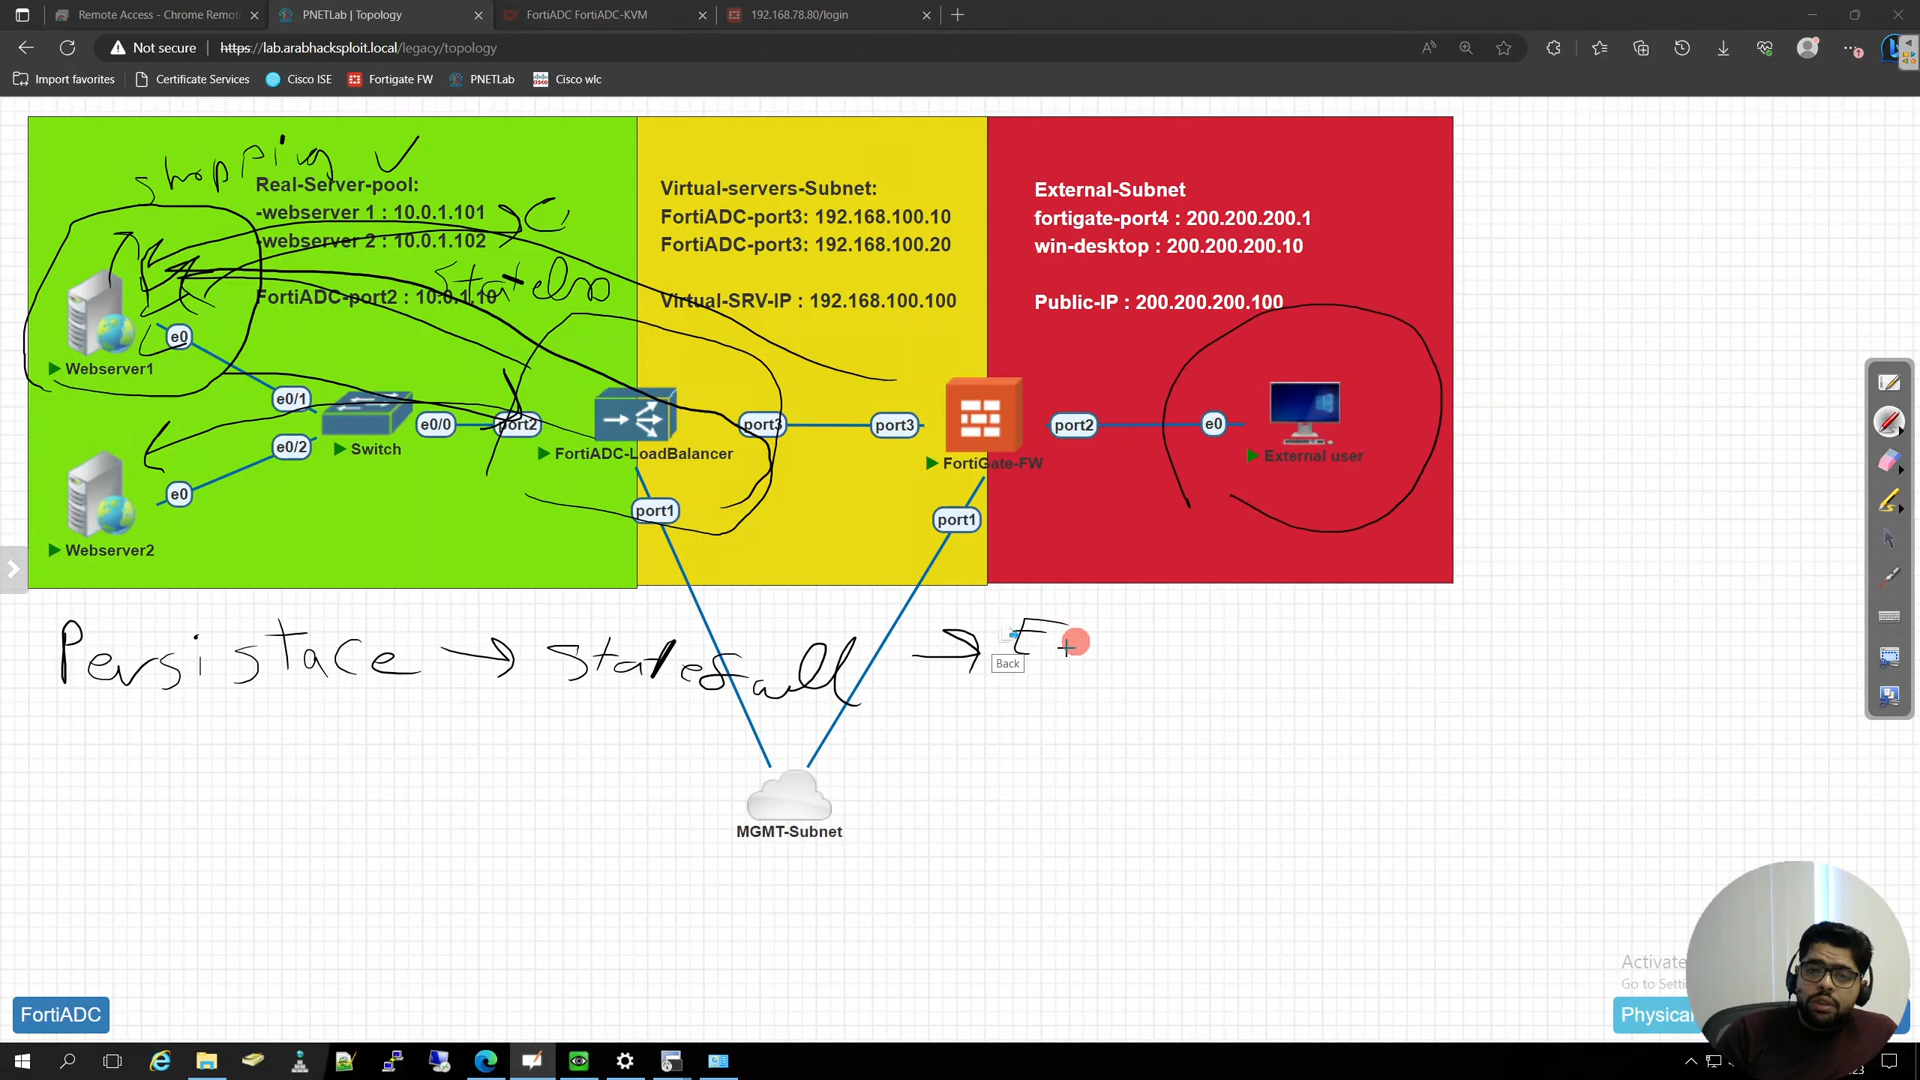 Remote Access - Chrome Remot
PNETLab | Topology
FortiADC FortiADC-KVM
192.168.78.80/login
Not secure
https://lab.arabhacksploit.local/legacy/topology
Import favorites
Certificate Services
Cisco ISE
Fortigate FW
PNETLab
Cisco wlc
shopping
Real-Server-pool:
-webserver 1 : 10.0.1.101
-webserver 2 : 10.0.1.102
FortiADC-port2 : 10.0.1.10
Virtual-servers-Subnet:
FortiADC-port3: 192.168.100.10
FortiADC-port3: 192.168.100.20
Virtual-SRV-IP : 192.168.100.100
External-Subnet
fortigate-port4 : 200.200.200.1
win-desktop : 200.200.200.10
Public-IP : 200.200.200.100
e0
Webserver1
e0/1
Switch
e0/0
port2
e0/2
FortiADC-LoadBalancer
port3
port3
FortiGate-FW
port2
e0
External user
e0
Webserver2
port1
port1
Persistace
Back
MGMT-Subnet
Activate
Go to Setti
FortiADC
Physical
23